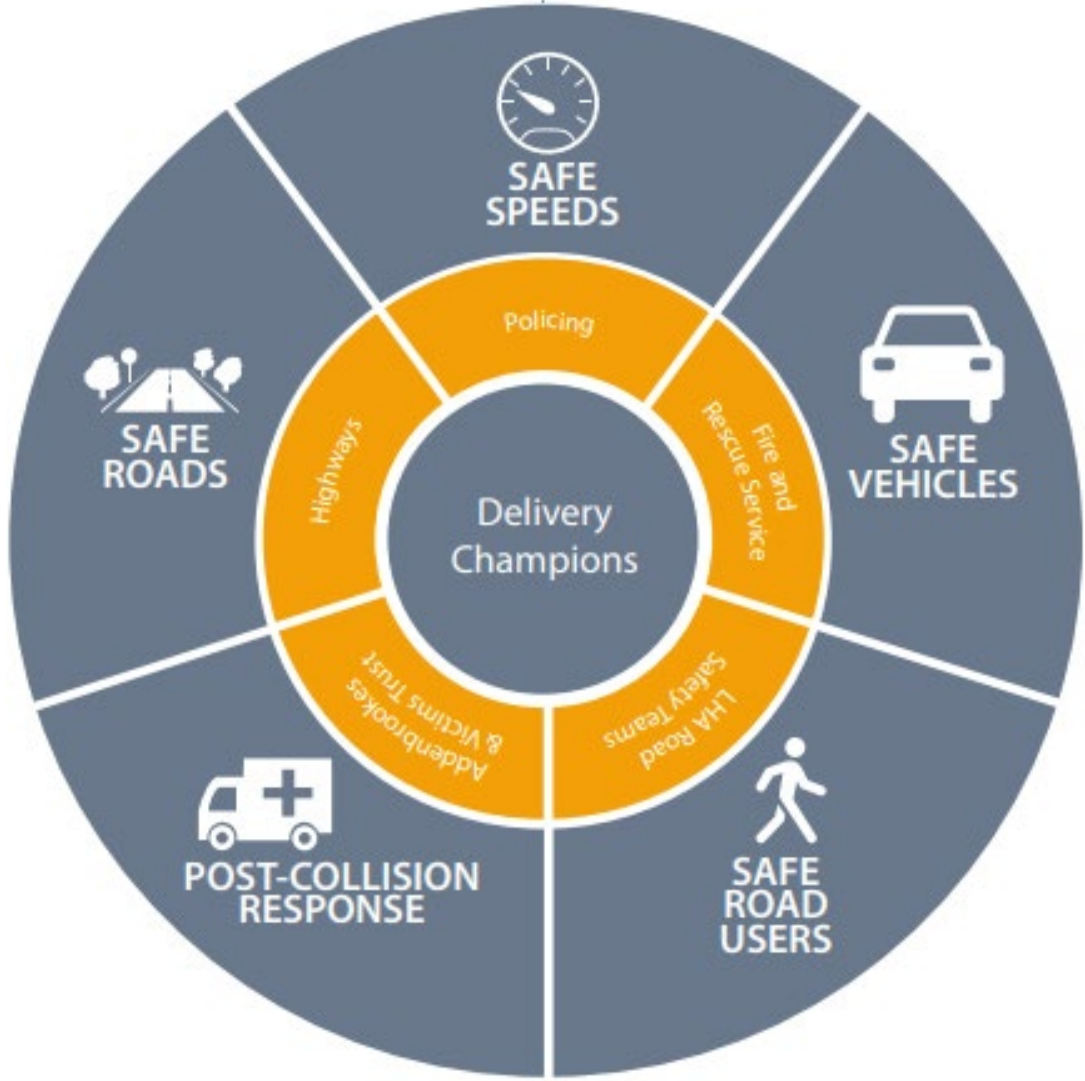 SAFE
SPEEDS
Policing
SAFE
VEHICLES
Fire and
Rescue Service
SAFE
ROAD
USERS
LHA Road
Safety Teams
POST-COLLISION
RESPONSE
Addenbrookes
& Victims Trust
SAFE
ROADS
Highways
Delivery
Champions